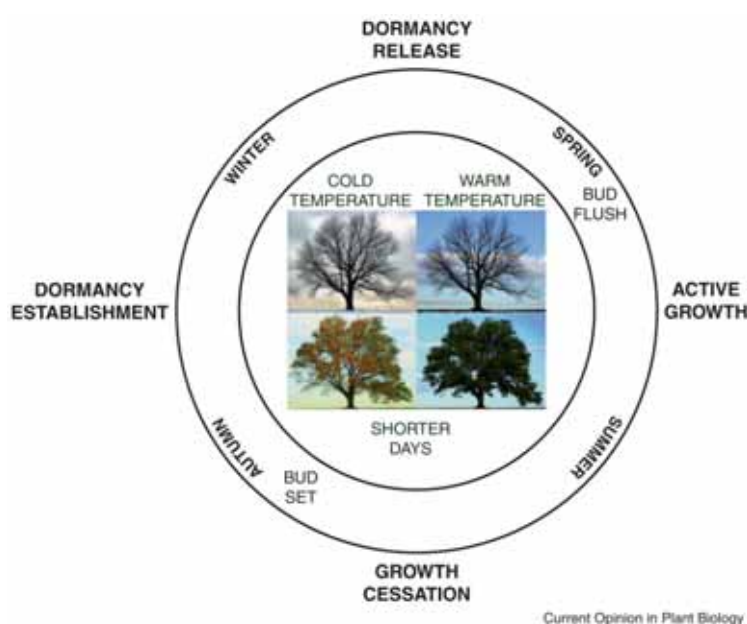 DORMANCY
RELEASE
WINTER
SPRING
COLD
TEMPERATURE
WARM
TEMPERATURE
BUD
FLUSH
DORMANCY
ESTABLISHMENT
ACTIVE
GROWTH
SHORTER
DAYS
AUTUMN
SUMMER
BUD
SET
GROWTH
CESSATION
Current Opinion in Plant Biology